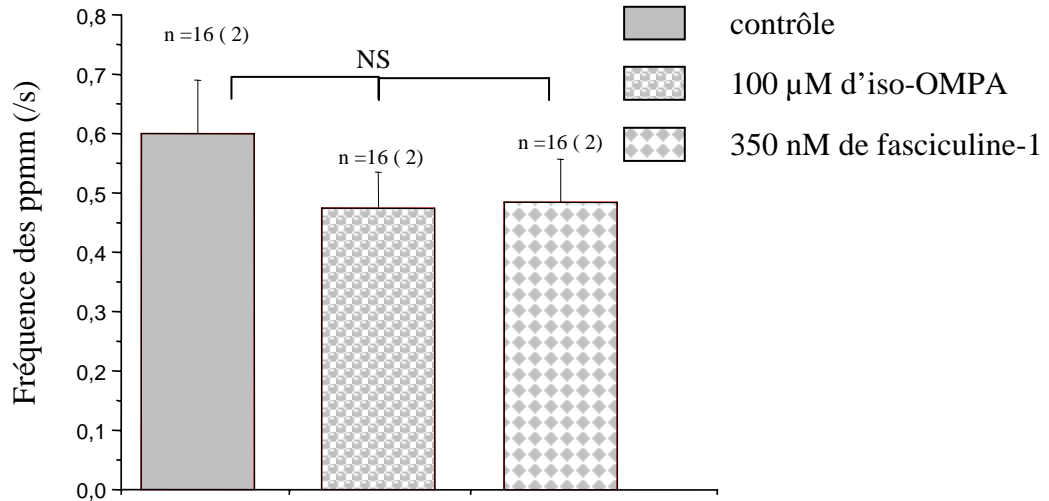 Fréquence des ppmm (/s)
0,8
0,7
0,6
0,5
0,4
0,3
0,2
0,1
0,0
n =16 ( 2)
NS
n =16 ( 2)
n =16 ( 2)
contrôle
100 µM d’iso-OMPA
350 nM de fasciculine-1